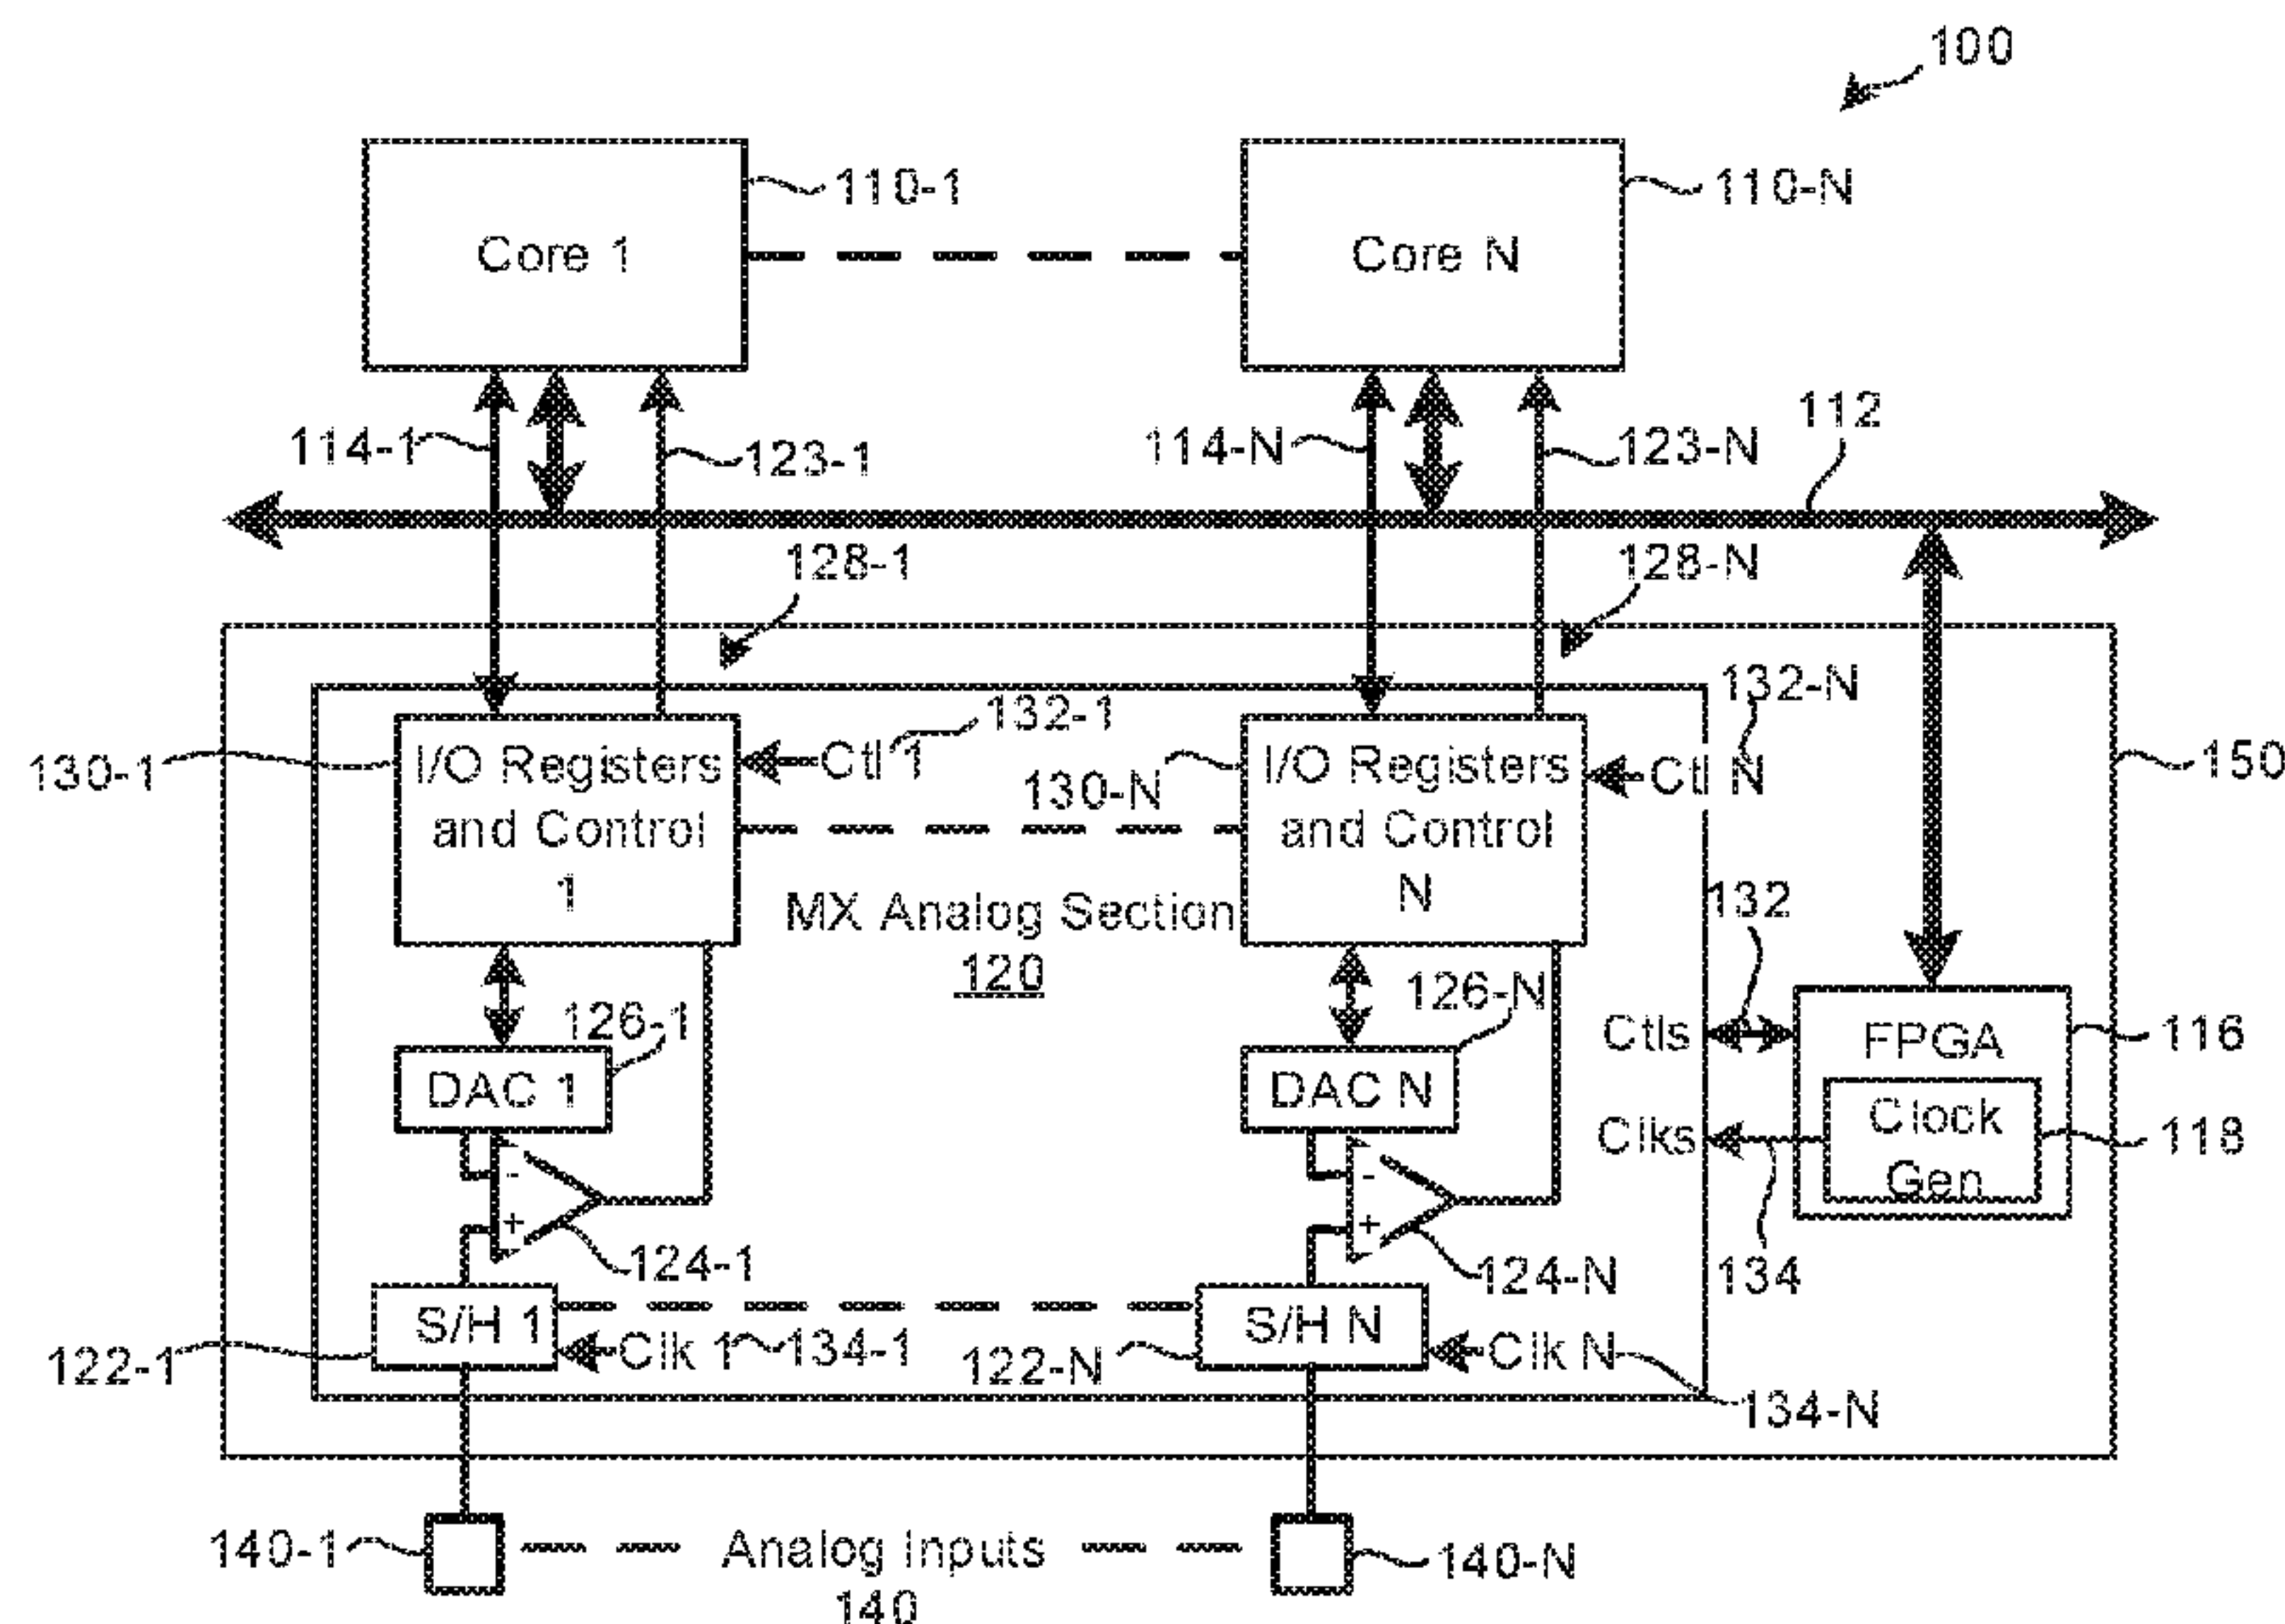 100
110-1
110-N
Core 1
Core N
112
114-1
123-1
114-N
123-N
128-1
128-N
132-1
132-N
130-1
I/O Registers
and Control
1
Ctl 1
130-N
I/O Registers
and Control
N
Ctl N
150
MX Analog Section
120
132
126-1
126-N
Ctls
FPGA
116
DAC 1
DAC N
Clks
Clock
Gen
118
-
+
-
+
124-1
124-N
134
S/H 1
Clk 1
134-1
S/H N
Clk N
122-1
122-N
134-N
140-1
Analog Inputs
140
140-N